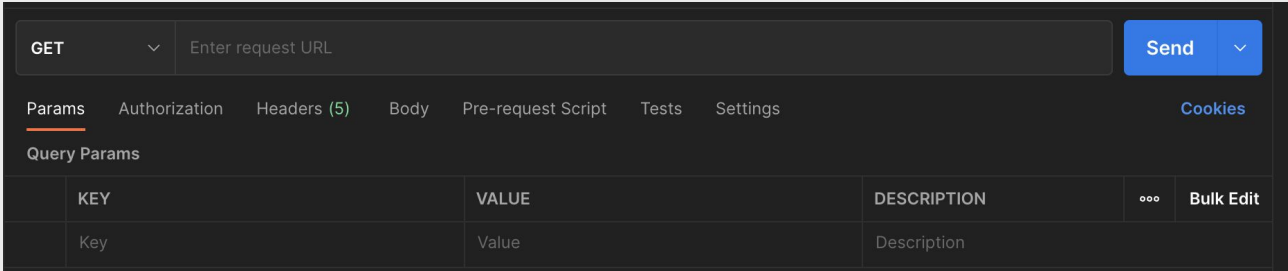 GET Enter request URL Send
Params Authorization Headers (5) Body Pre-request Script Tests Settings Cookies
Query Params
KEY VALUE DESCRIPTION ooo Bulk Edit
Key Value Description